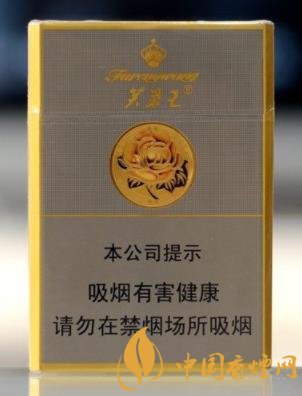 Furongwang
芙蓉王®
本公司提示
吸烟有害健康
请勿在禁烟场所吸烟
中国香烟网